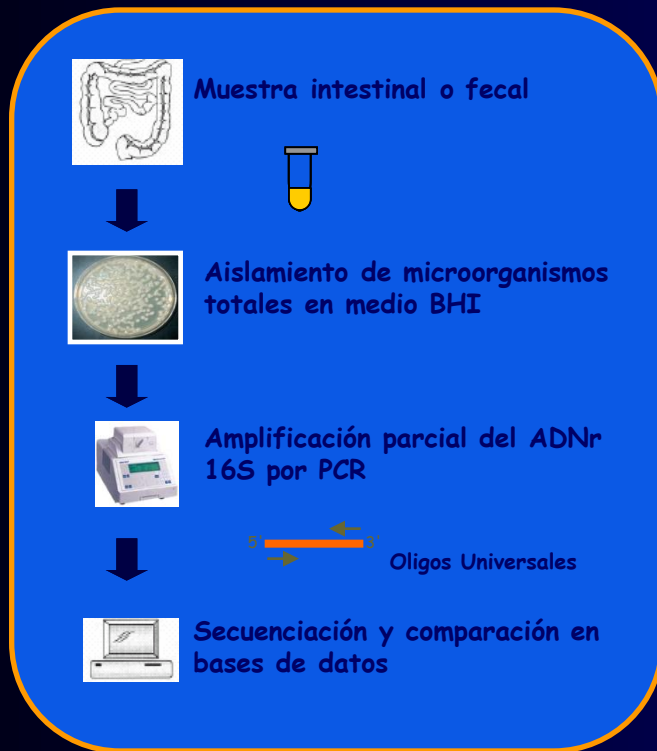 Muestra intestinal o fecal
Aislamiento de microorganismos
totales en medio BHI
Amplificación parcial del ADNr
16S por PCR
5' 3'
Oligos Universales
Secuenciación y comparación en
bases de datos